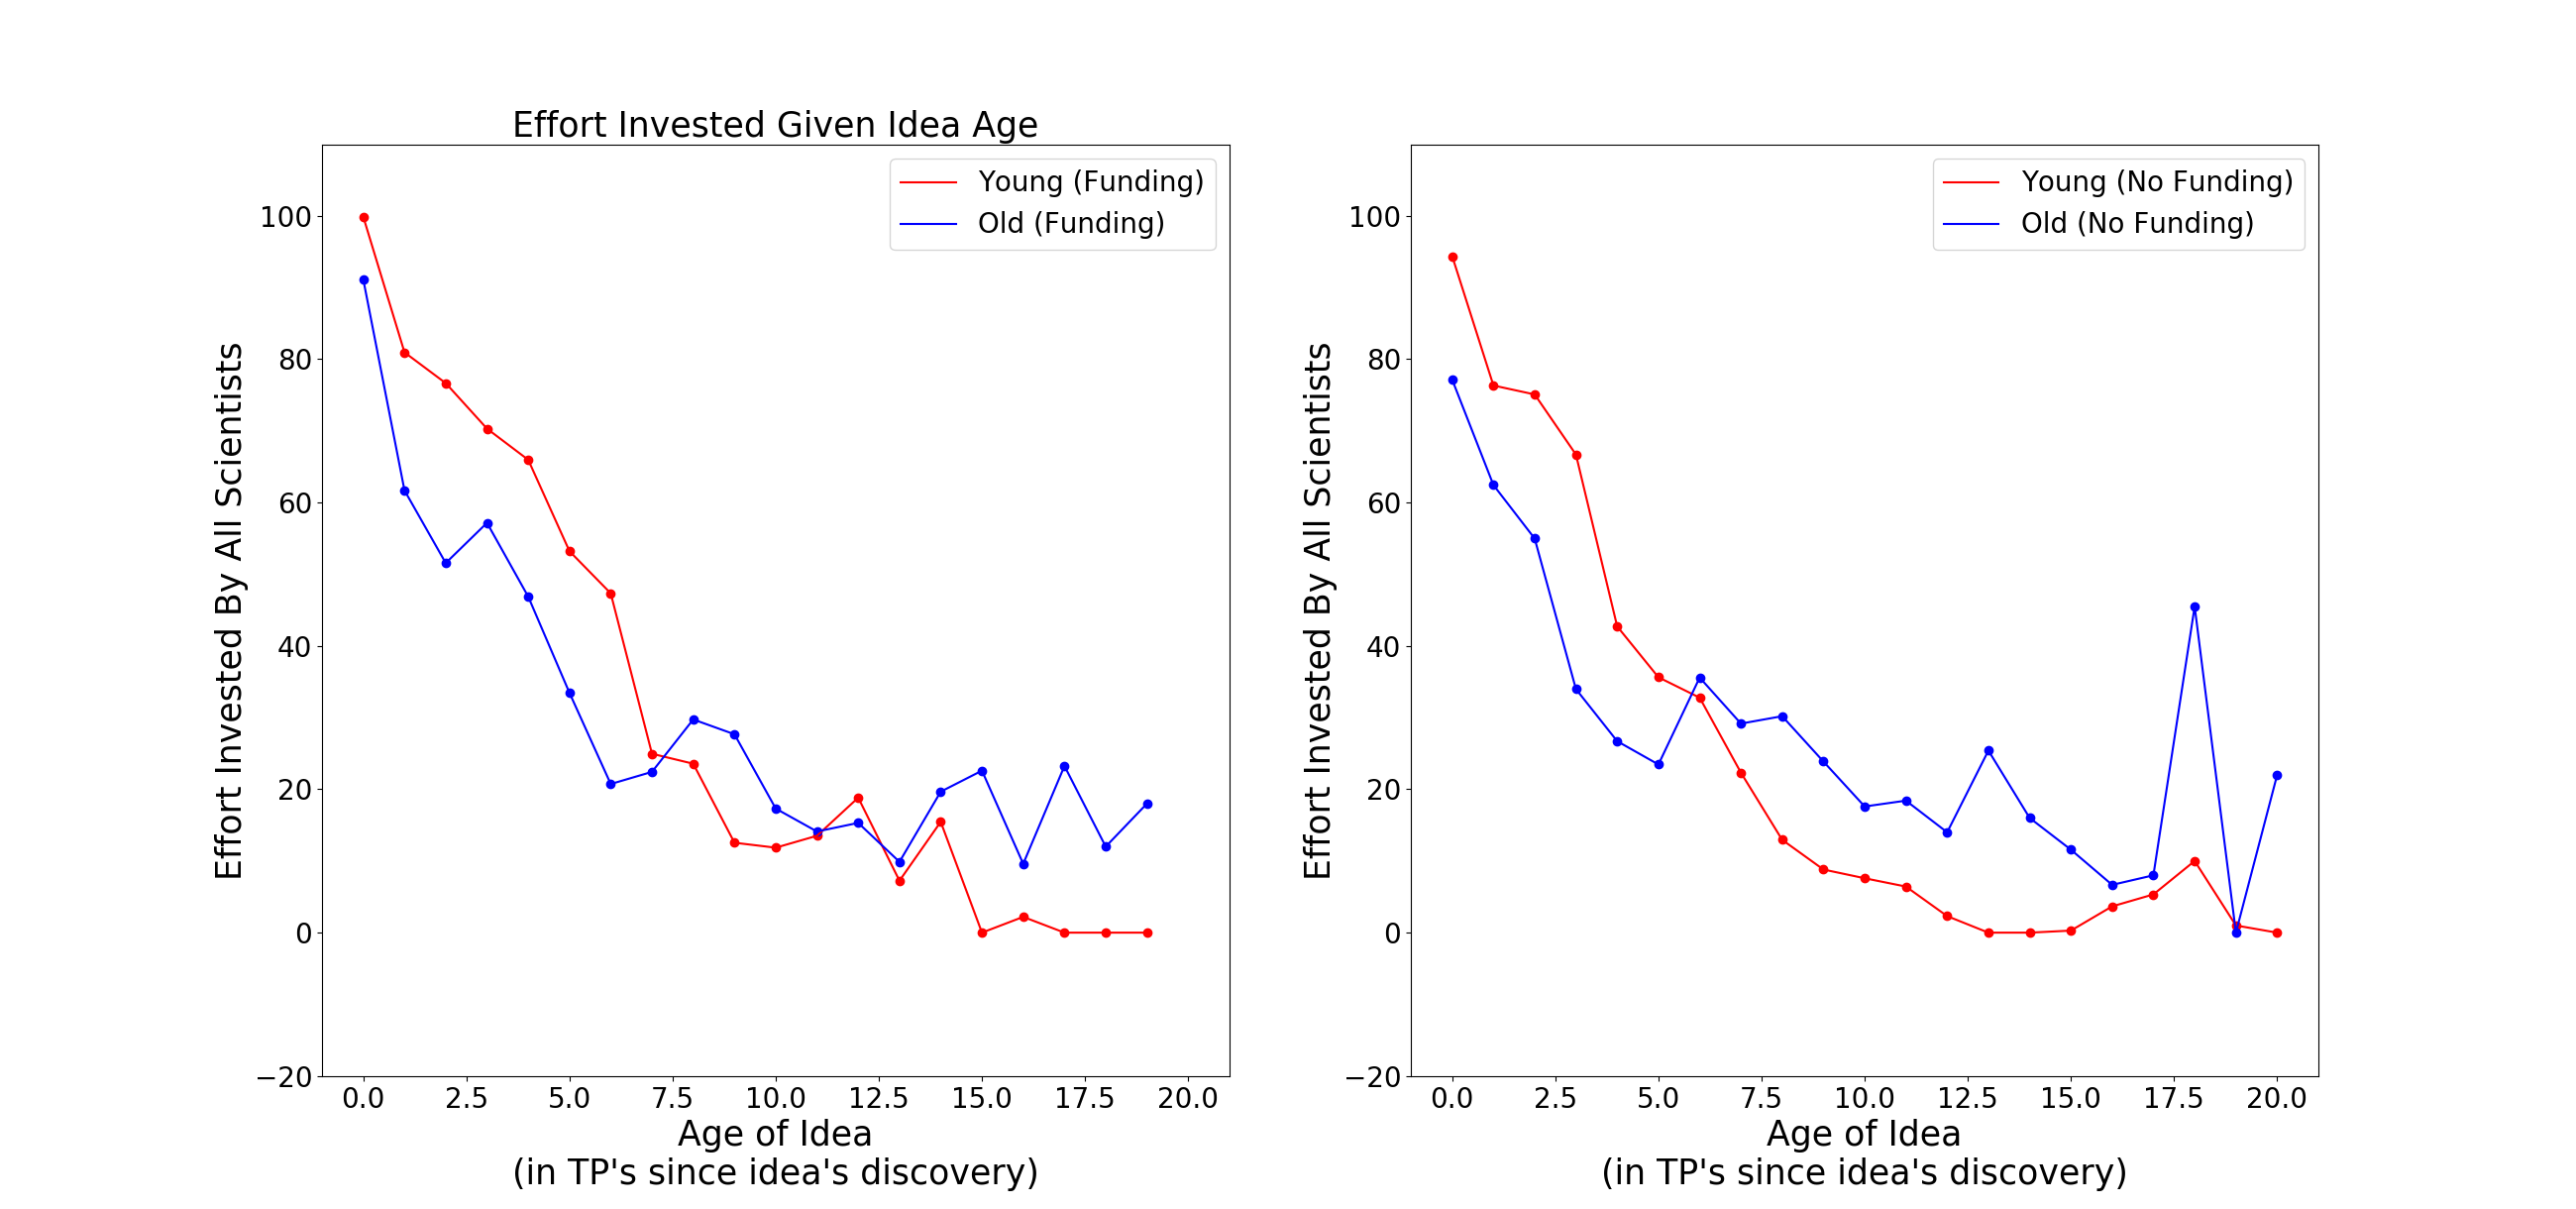 Effort Invested Given Idea Age
Young (Funding)
Old (Funding)
100
80
60
40
20
0
−20
Effort Invested By All Scientists
0.0 2.5 5.0 7.5 10.0 12.5 15.0 17.5 20.0
Age of Idea
(in TP's since idea's discovery)
Young (No Funding)
Old (No Funding)
100
80
60
40
20
0
−20
Effort Invested By All Scientists
0.0 2.5 5.0 7.5 10.0 12.5 15.0 17.5 20.0
Age of Idea
(in TP's since idea's discovery)